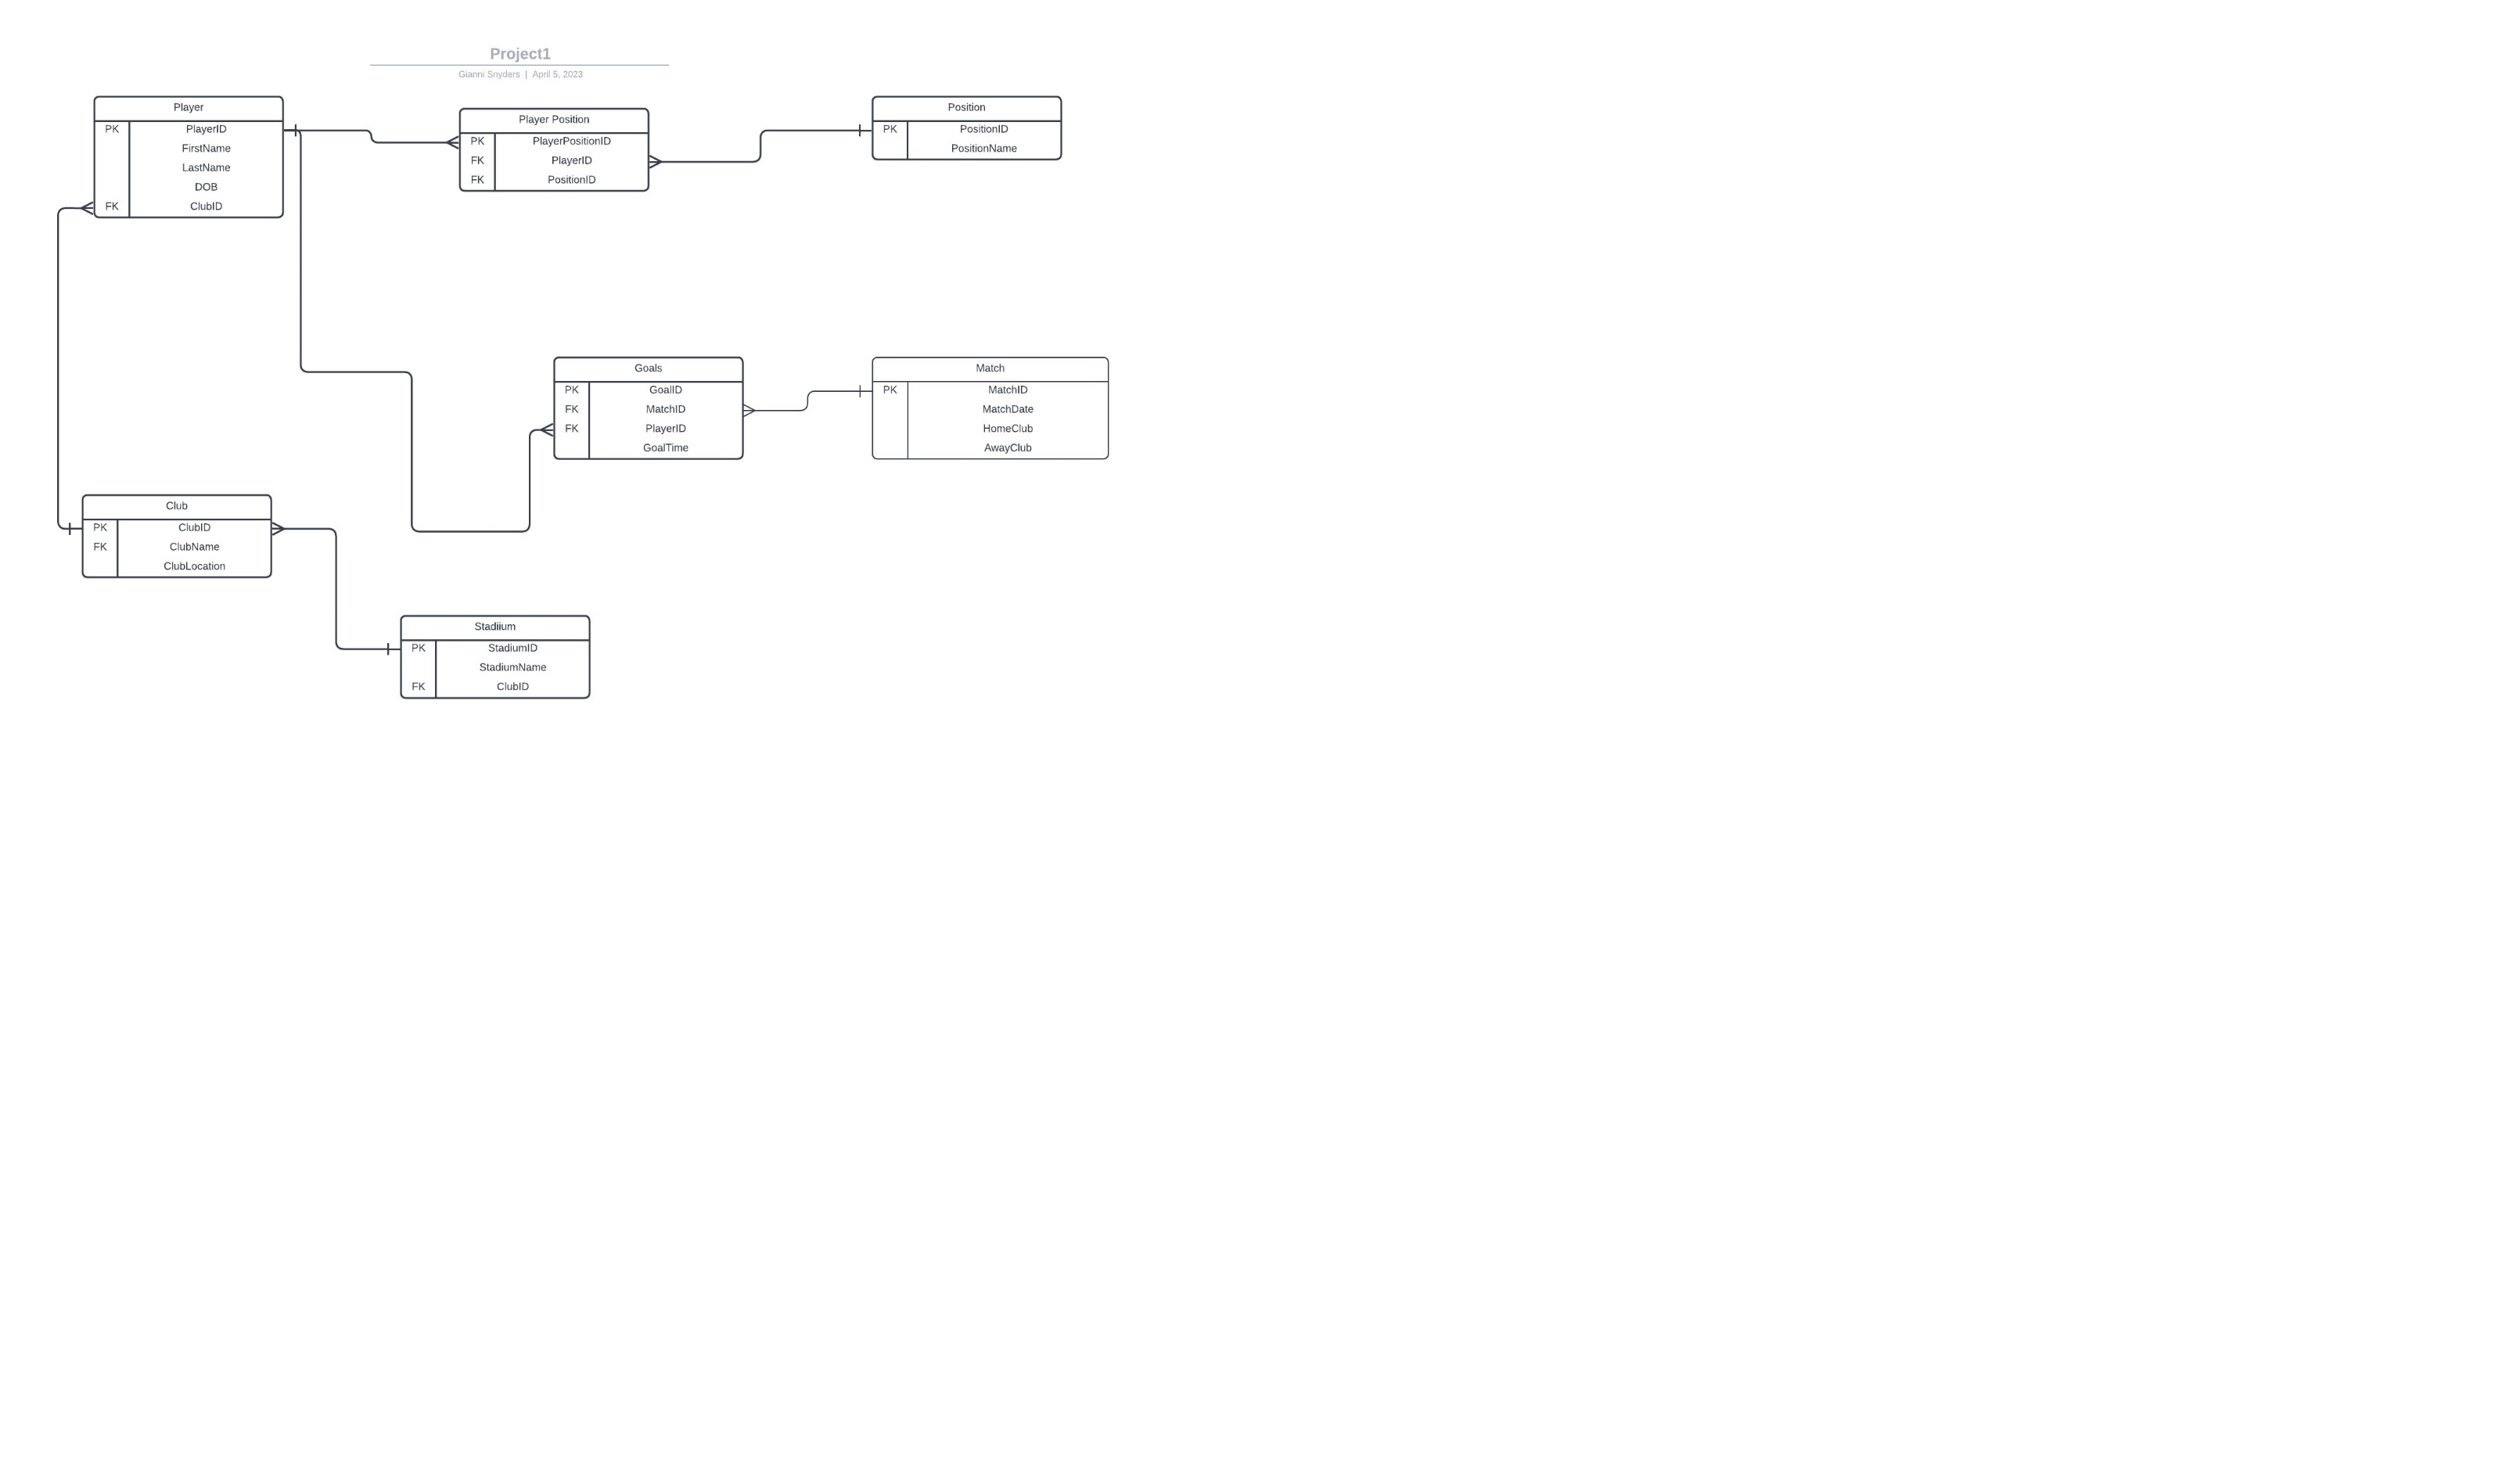 Project1
Gianni Snyders | April 5, 2023
Player
PK PlayerID
FirstName
LastName
DOB
FK ClubID
Player Position
PK PlayerPositionID
FK PlayerID
FK PositionID
Position
PK PositionID
PositionName
Goals
PK GoalID
FK MatchID
FK PlayerID
GoalTime
Match
PK MatchID
MatchDate
HomeClub
AwayClub
Club
PK ClubID
FK ClubName
ClubLocation
Stadiium
PK StadiumID
StadiumName
FK ClubID